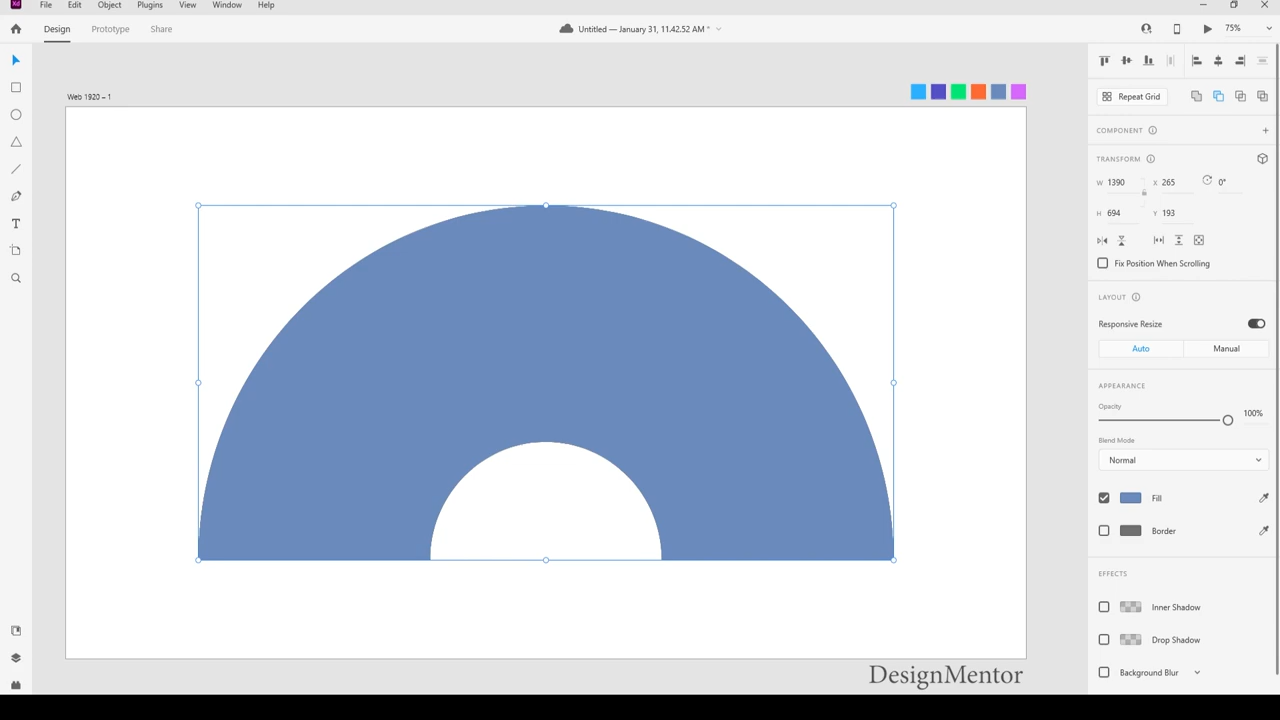 Xd File Edit Object Plugins View Window Help
Design Prototype Share Untitled — January 31, 11.42.52 AM * 75%
Web 1920 – 1
Repeat Grid
COMPONENT
TRANSFORM
W 1390 X 265 0°
H 694 Y 193
Fix Position When Scrolling
LAYOUT
Responsive Resize
Auto Manual
APPEARANCE
Opacity
100%
Blend Mode
Normal
Fill
Border
EFFECTS
Inner Shadow
Drop Shadow
Background Blur
DesignMentor
T